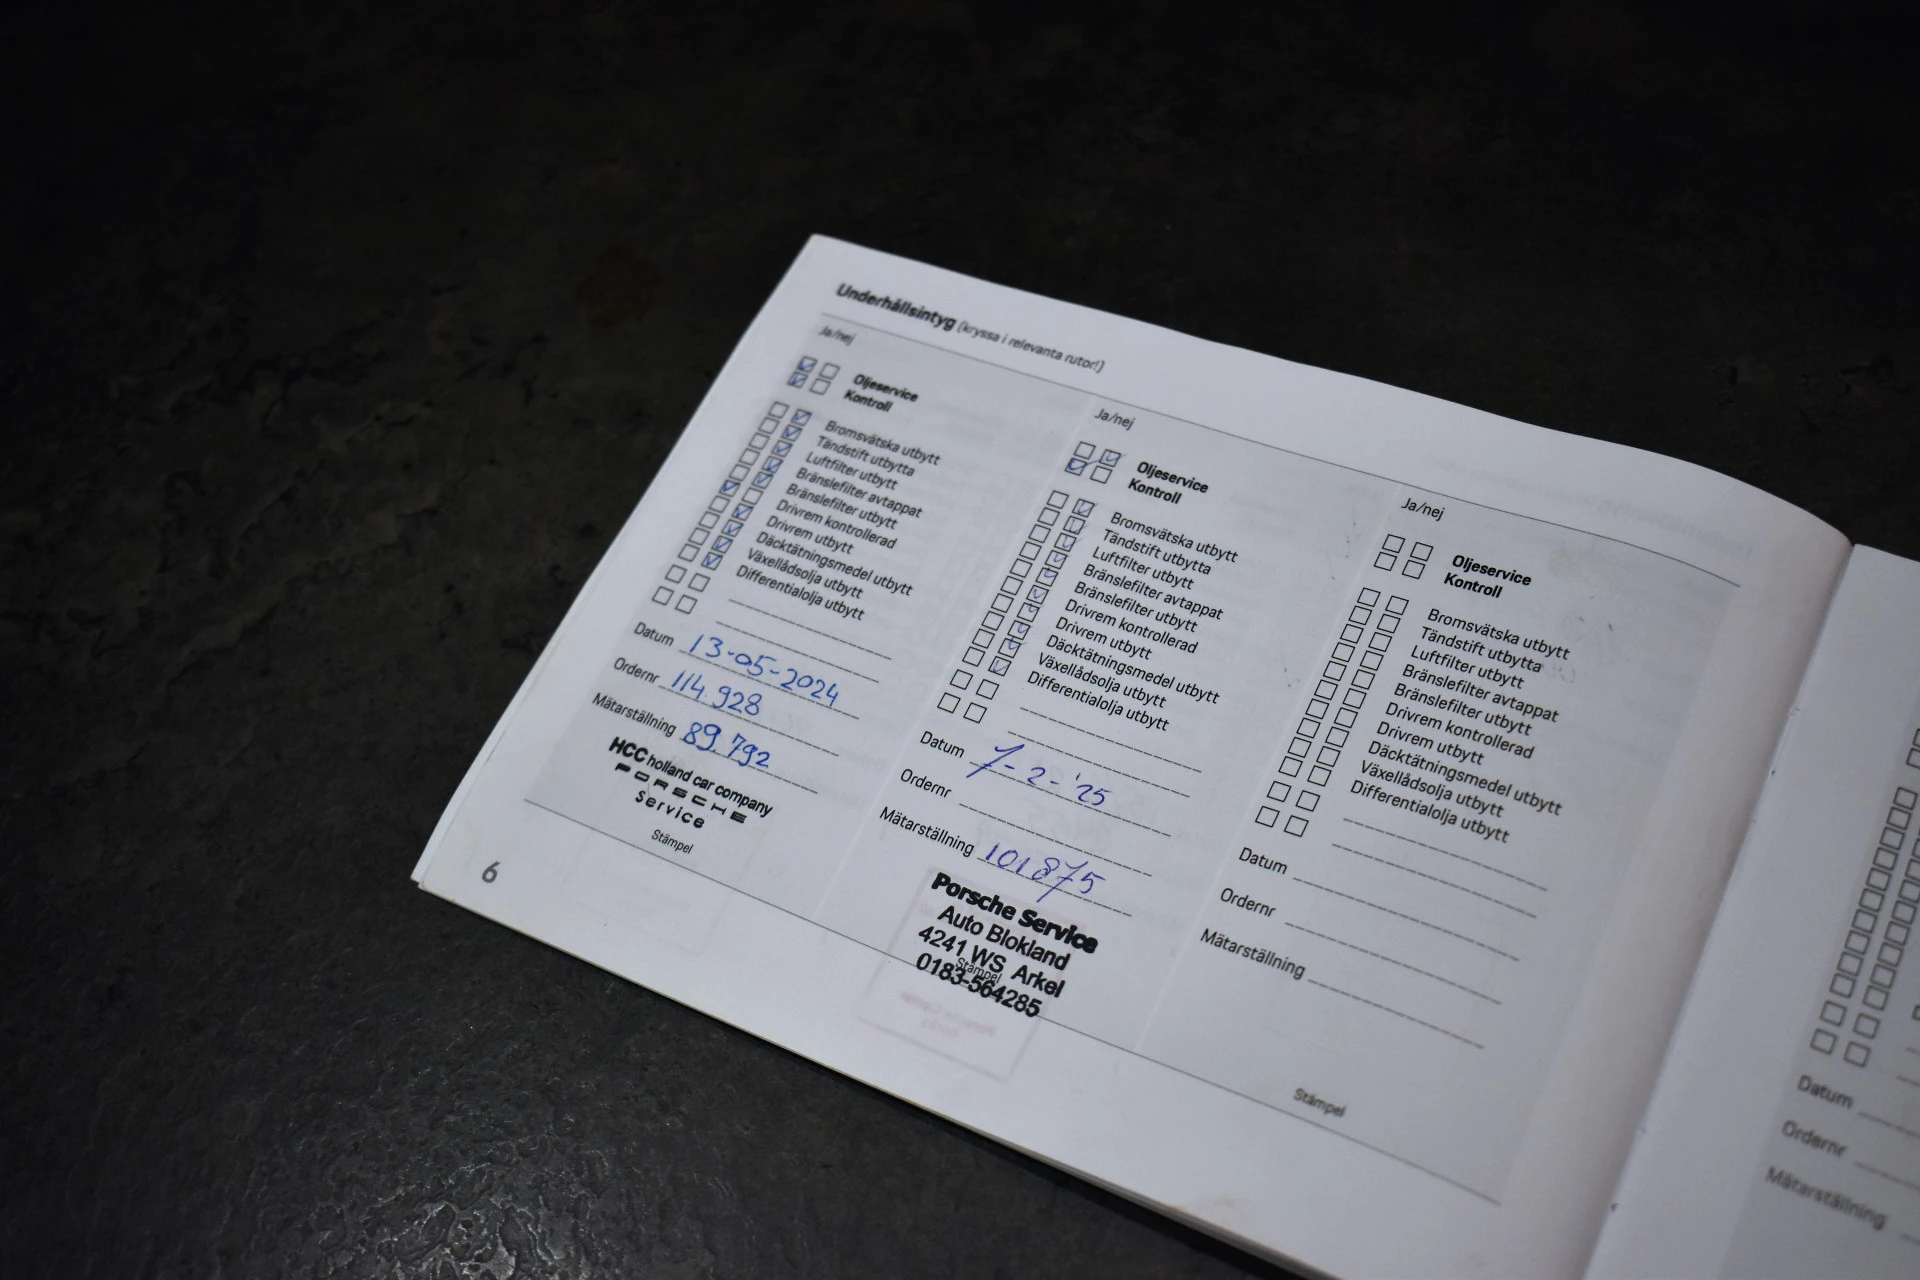 Underhållsintyg (kryssa i relevanta rutor!)
Ja/nej
Oljeservice
Kontroll
Bromsvätska utbytt
Tändstift utbytta
Luftfilter utbytt
Bränslefilter avtappat
Bränslefilter utbytt
Drivrem kontrollerad
Drivrem utbytt
Däcktätningsmedel utbytt
Växellådsolja utbytt
Differentialolja utbytt
Datum 13-05-2024
Ordernr 114.928
Mätarställning 89.792
HCC holland car company
PORSCHE
Service
Stämpel
6
Ja/nej
Oljeservice
Kontroll
Bromsvätska utbytt
Tändstift utbytta
Luftfilter utbytt
Bränslefilter avtappat
Bränslefilter utbytt
Drivrem kontrollerad
Drivrem utbytt
Däcktätningsmedel utbytt
Växellådsolja utbytt
Differentialolja utbytt
Datum 7-2-'25
Ordernr
Mätarställning 101875
Porsche Service
Auto Blokland
4241 WS Arkel
Stämpel
0183-564285
Ja/nej
Oljeservice
Kontroll
Bromsvätska utbytt
Tändstift utbytta
Luftfilter utbytt
Bränslefilter avtappat
Bränslefilter utbytt
Drivrem kontrollerad
Drivrem utbytt
Däcktätningsmedel utbytt
Växellådsolja utbytt
Differentialolja utbytt
Datum
Ordernr
Mätarställning
Stämpel
Datum
Ordernr
Mätarställning